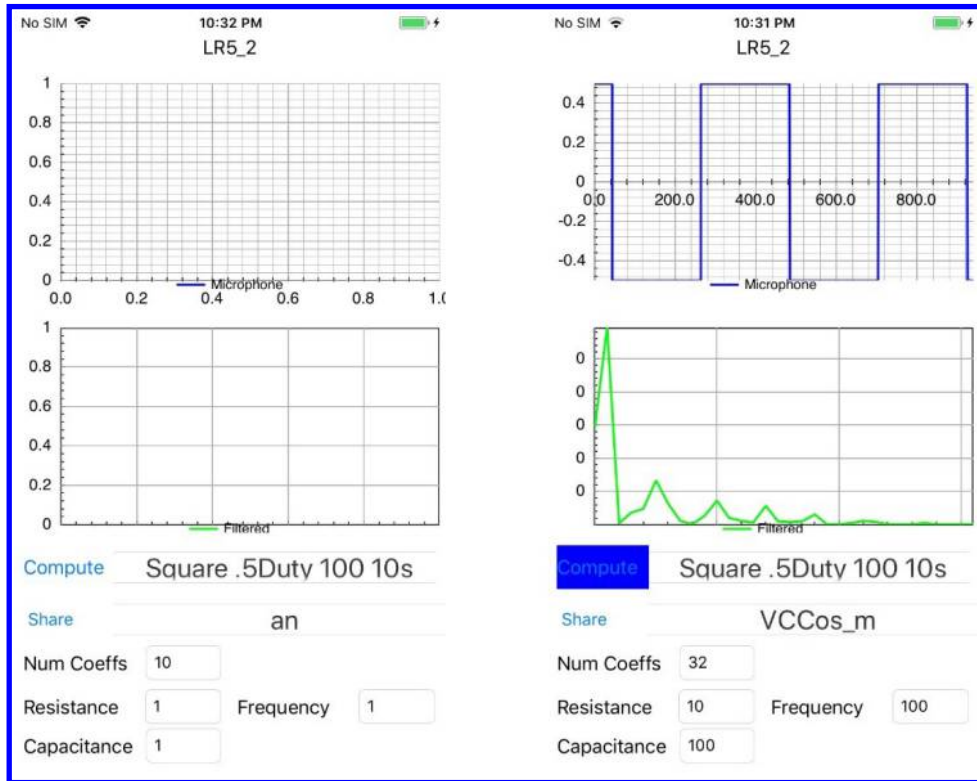 No SIM 10:32 PM
LR5_2
1
0.8
0.6
0.4
0.2
0
0.0 0.2 0.4 0.6 0.8 1.0
Microphone
1
0.8
0.6
0.4
0.2
0
Filtered
Compute Square .5Duty 100 10s
Share an
Num Coeffs 10
Resistance 1 Frequency 1
Capacitance 1
No SIM 10:31 PM
LR5_2
0.4
0.2
0
0.0 200.0 400.0 600.0 800.0
-0.2
-0.4
Microphone
0
0
0
0
0
Filtered
Compute Square .5Duty 100 10s
Share VCCos_m
Num Coeffs 32
Resistance 10 Frequency 100
Capacitance 100